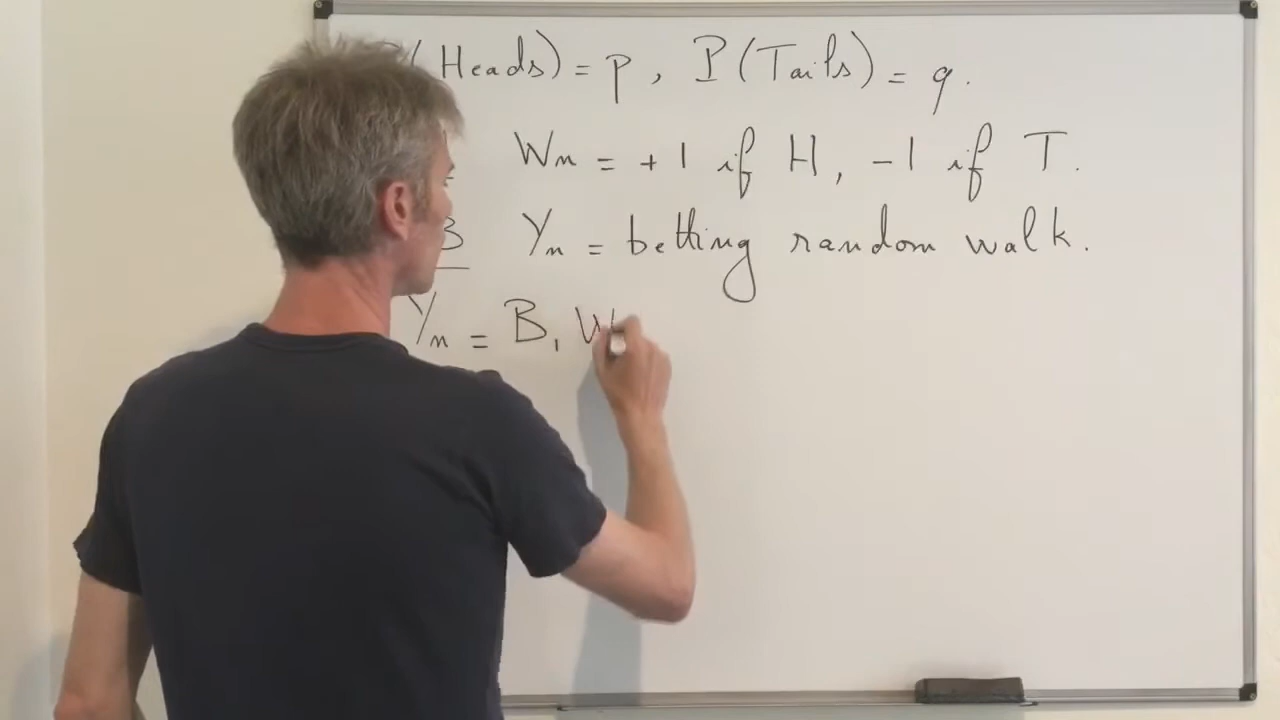 (Heads) = p, P(Tails) = q.
Wn = +1 if H, -1 if T.
B Yn = betting random walk.
Yn = B1 W